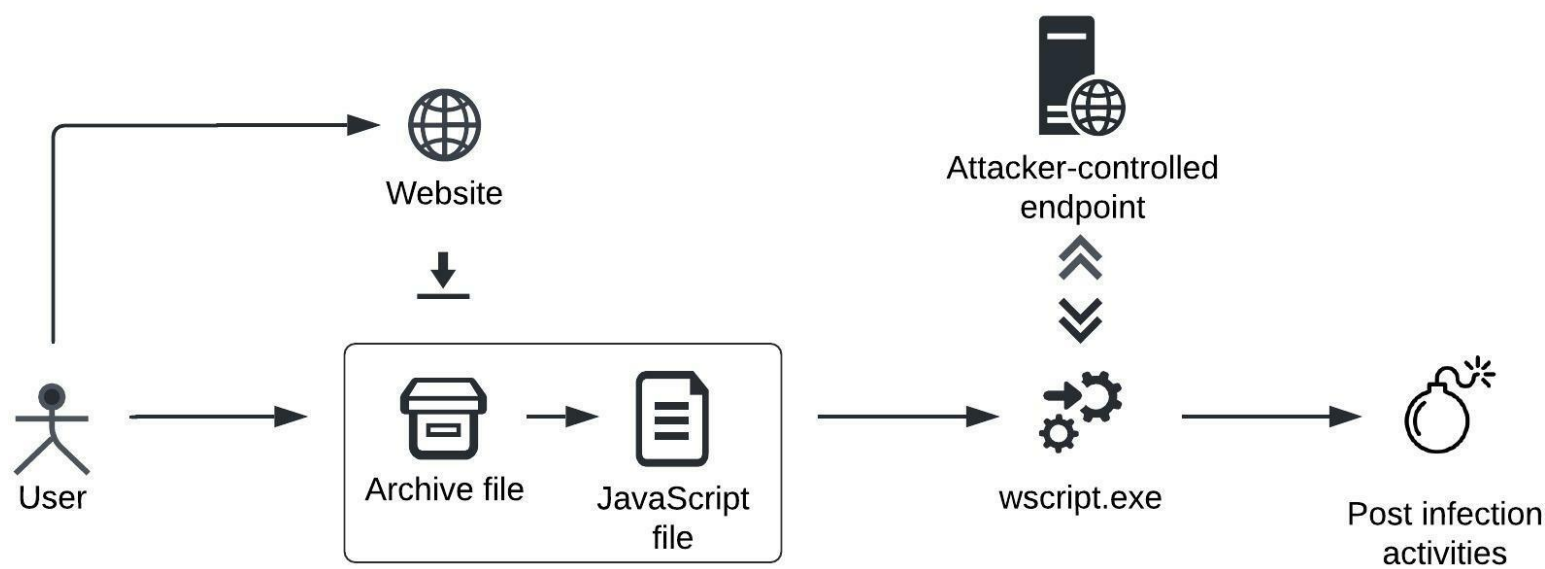 Website
Attacker-controlled
endpoint
User
Archive file
JavaScript
file
wscript.exe
Post infection
activities